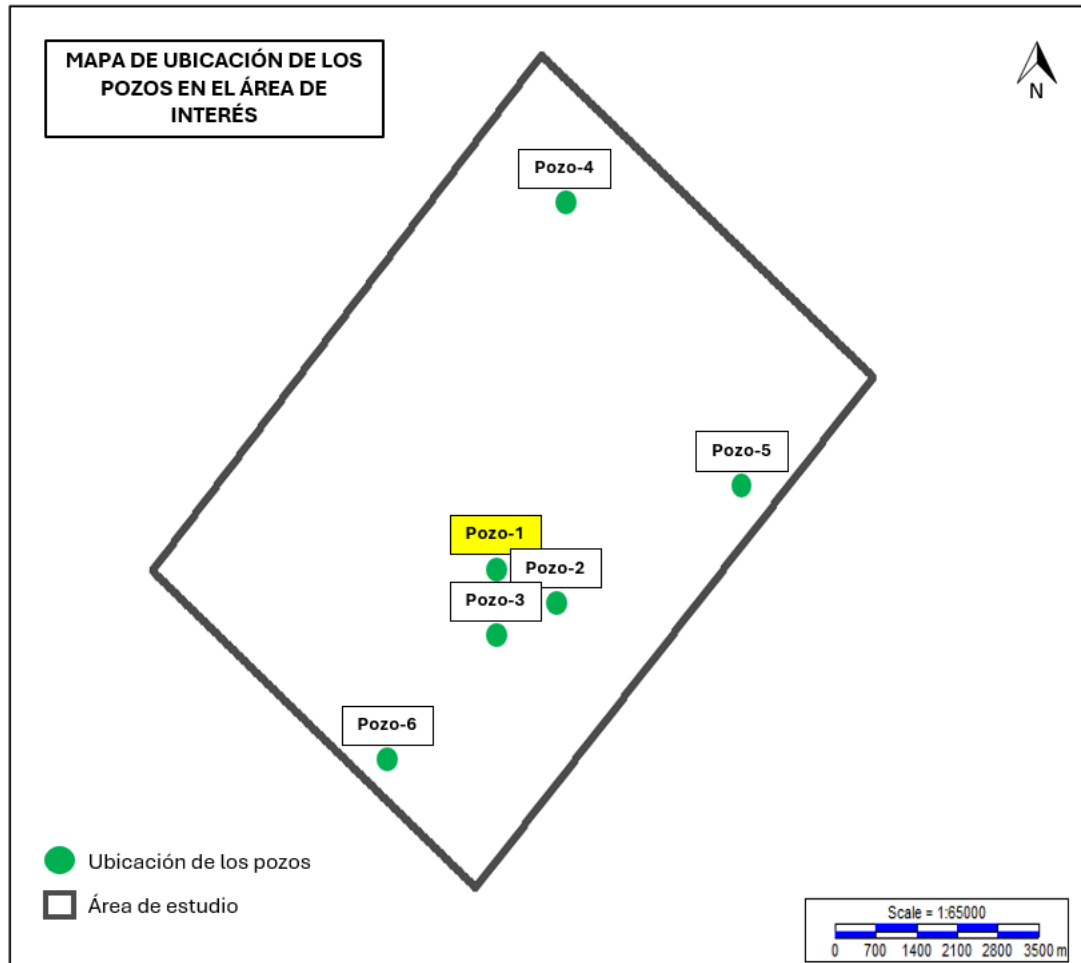 MAPA DE UBICACIÓN DE LOS
POZOS EN EL ÁREA DE
INTERÉS
N
Pozo-4
Pozo-5
Pozo-1
Pozo-2
Pozo-3
Pozo-6
Ubicación de los pozos
Área de estudio
Scale = 1:65000
0 700 1400 2100 2800 3500 m